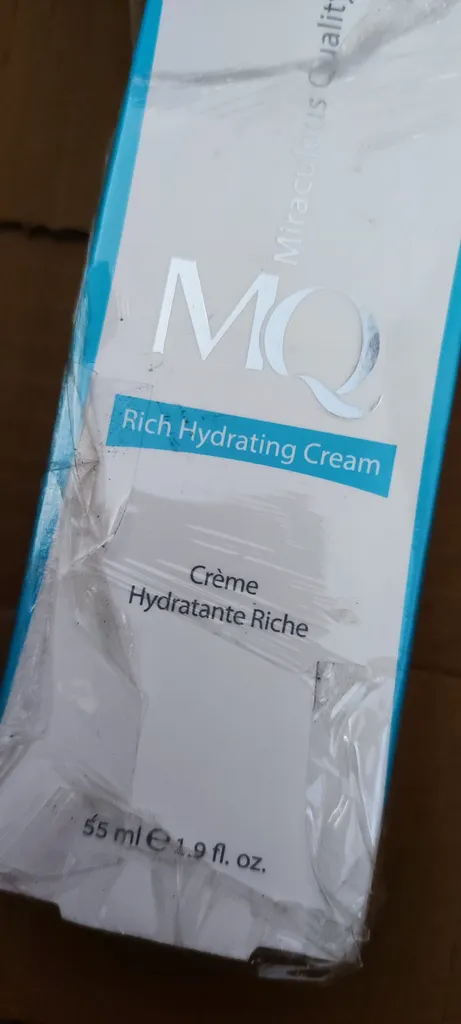 Miraculous Quality
MQ
Rich Hydrating Cream
Crème
Hydratante Riche
55 ml ℮ 1.9 fl. oz.